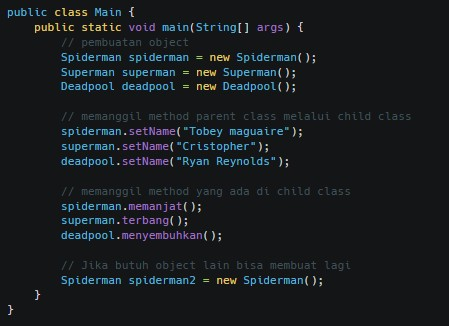 public class Main {
    public static void main(String[] args) {
        // pembuatan object
        Spiderman spiderman = new Spiderman();
        Superman superman = new Superman();
        Deadpool deadpool = new Deadpool();

        // memanggil method parent class melalui child class
        spiderman.setName("Tobey maguaire");
        superman.setName("Cristopher");
        deadpool.setName("Ryan Reynolds");

        // memanggil method yang ada di child class
        spiderman.memanjat();
        superman.terbang();
        deadpool.menyembuhkan();

        // Jika butuh object lain bisa membuat lagi
        Spiderman spiderman2 = new Spiderman();
    }
}